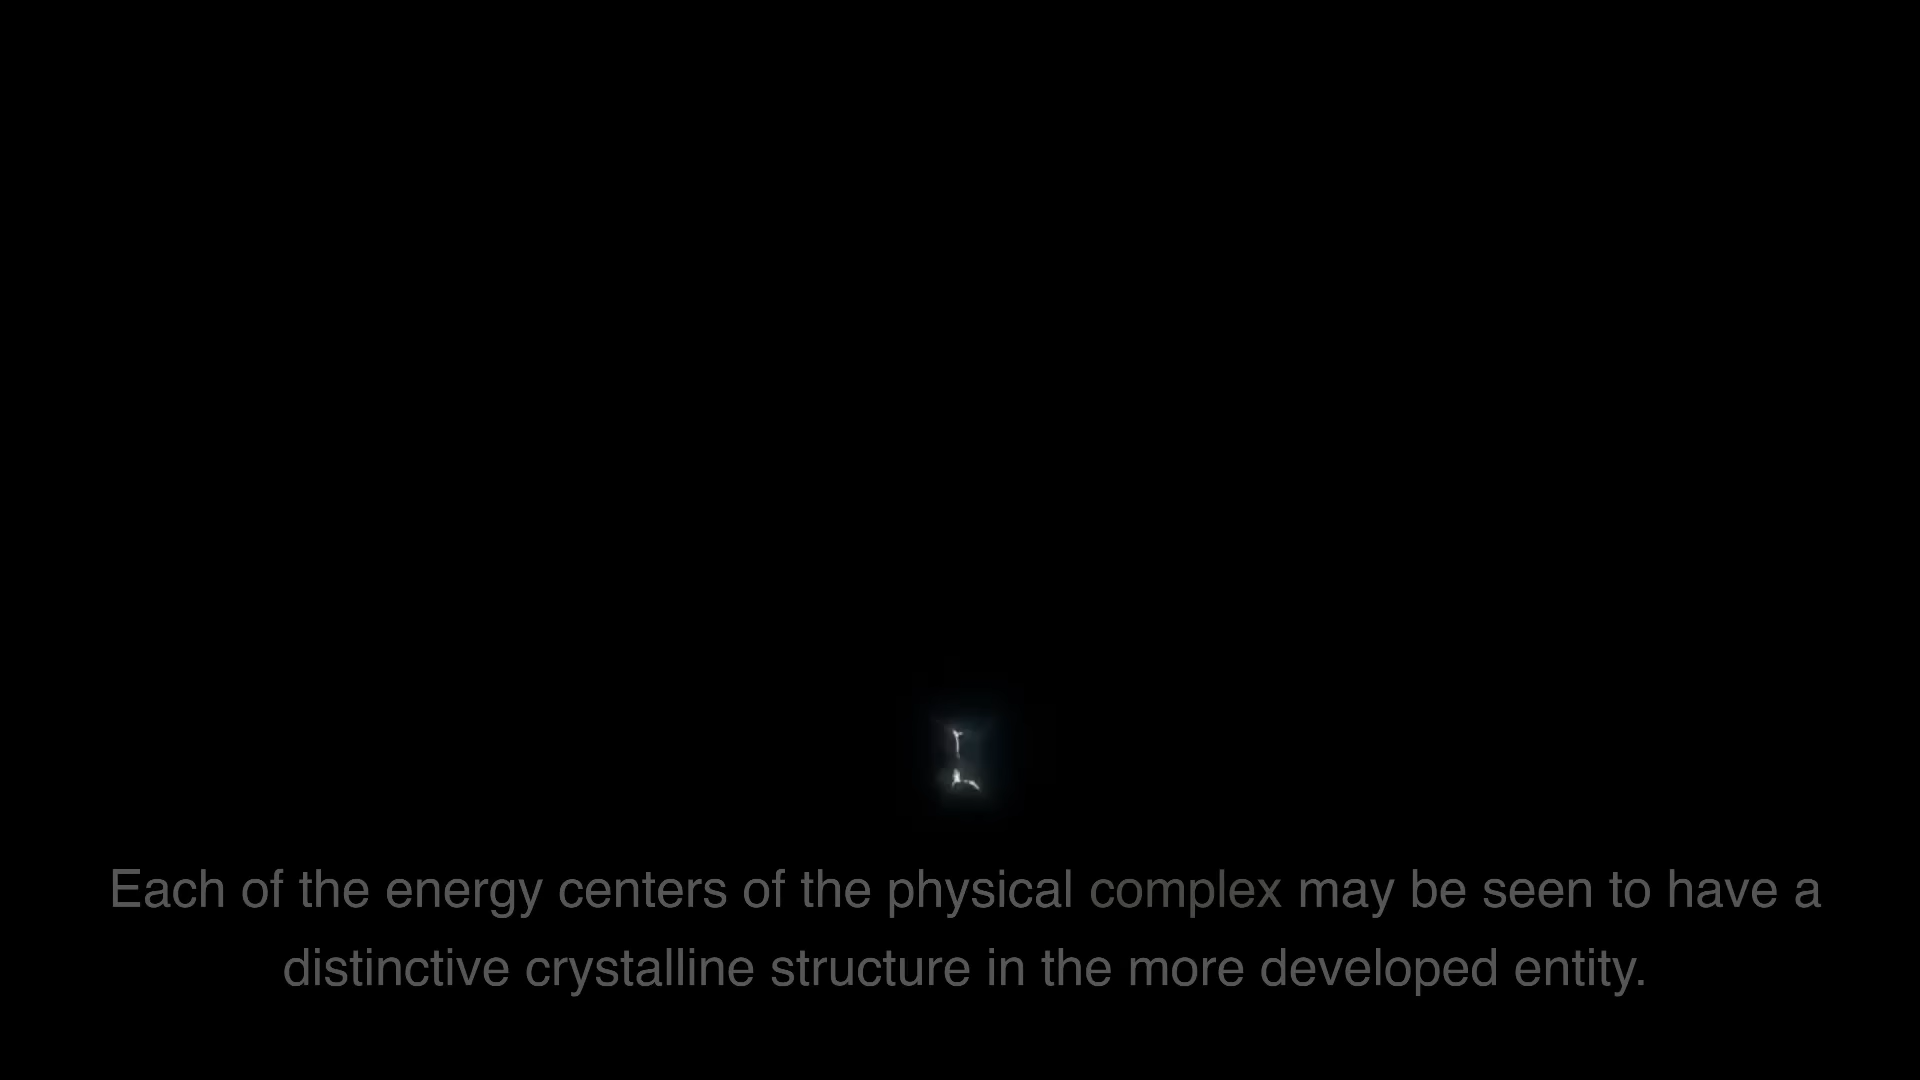 Each of the energy centers of the physical complex may be seen to have a
distinctive crystalline structure in the more developed entity.